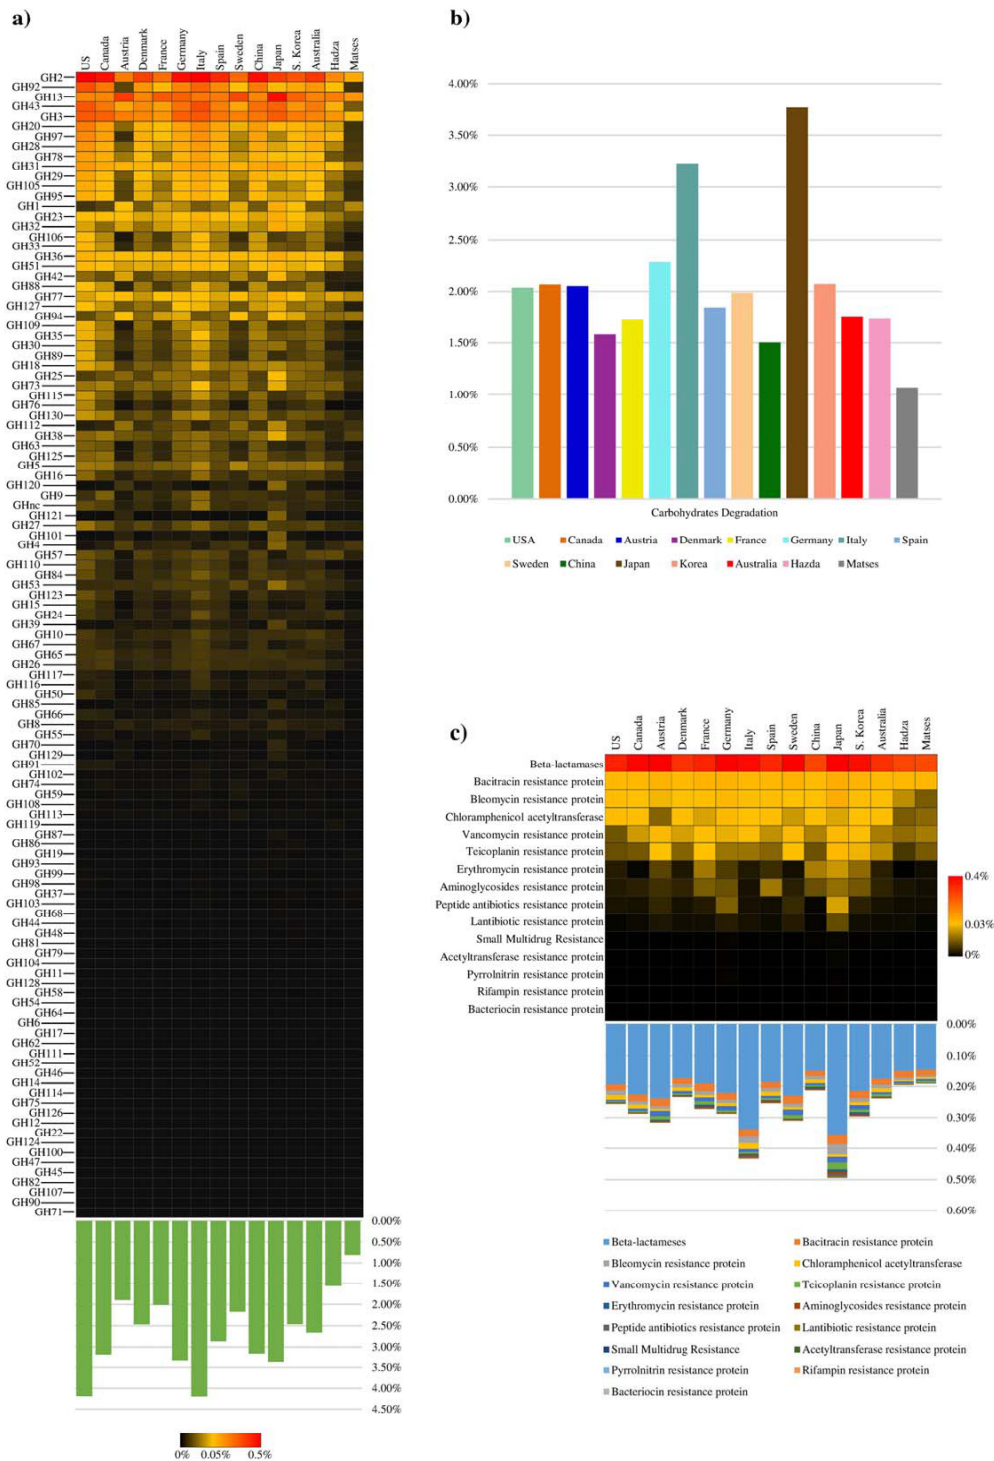 a)
US
Canada
Austria
Denmark
France
Germany
Italy
Spain
Sweden
China
Japan
S. Korea
Australia
Hadza
Matses
GH2
GH92
GH13
GH43
GH3
GH20
GH97
GH28
GH78
GH31
GH29
GH105
GH95
GH1
GH23
GH32
GH106
GH33
GH36
GH51
GH42
GH88
GH77
GH127
GH94
GH109
GH35
GH30
GH89
GH18
GH25
GH73
GH115
GH76
GH130
GH112
GH38
GH63
GH125
GH5
GH16
GH120
GH9
GHnc
GH121
GH27
GH101
GH4
GH57
GH110
GH84
GH53
GH123
GH15
GH24
GH39
GH10
GH67
GH65
GH26
GH117
GH116
GH50
GH85
GH66
GH8
GH55
GH70
GH129
GH91
GH102
GH74
GH59
GH108
GH113
GH119
GH87
GH86
GH19
GH93
GH99
GH98
GH37
GH103
GH68
GH44
GH48
GH81
GH79
GH104
GH11
GH128
GH58
GH54
GH64
GH6
GH17
GH62
GH111
GH52
GH46
GH14
GH114
GH75
GH126
GH12
GH22
GH124
GH100
GH47
GH45
GH82
GH107
GH90
GH71
0.00%
0.50%
1.00%
1.50%
2.00%
2.50%
3.00%
3.50%
4.00%
4.50%
0% 0.05% 0.5%
b)
4.00%
3.50%
3.00%
2.50%
2.00%
1.50%
1.00%
0.50%
0.00%
Carbohydrates Degradation
USA Canada Austria Denmark France Germany Italy Spain
Sweden China Japan Korea Australia Hazda Matses
c)
US
Canada
Austria
Denmark
France
Germany
Italy
Spain
Sweden
China
Japan
S. Korea
Australia
Hadza
Matses
Beta-lactamases
Bacitracin resistance protein
Bleomycin resistance protein
Chloramphenicol acetyltransferase
Vancomycin resistance protein
Teicoplanin resistance protein
Erythromycin resistance protein
Aminoglycosides resistance protein
Peptide antibiotics resistance protein
Lantibiotic resistance protein
Small Multidrug Resistance
Acetyltransferase resistance protein
Pyrrolnitrin resistance protein
Rifampin resistance protein
Bacteriocin resistance protein
0.4%
0.03%
0%
0.00%
0.10%
0.20%
0.30%
0.40%
0.50%
0.60%
Beta-lactameses Bacitracin resistance protein
Bleomycin resistance protein Chloramphenicol acetyltransferase
Vancomycin resistance protein Teicoplanin resistance protein
Erythromycin resistance protein Aminoglycosides resistance protein
Peptide antibiotics resistance protein Lantibiotic resistance protein
Small Multidrug Resistance Acetyltransferase resistance protein
Pyrrolnitrin resistance protein Rifampin resistance protein
Bacteriocin resistance protein